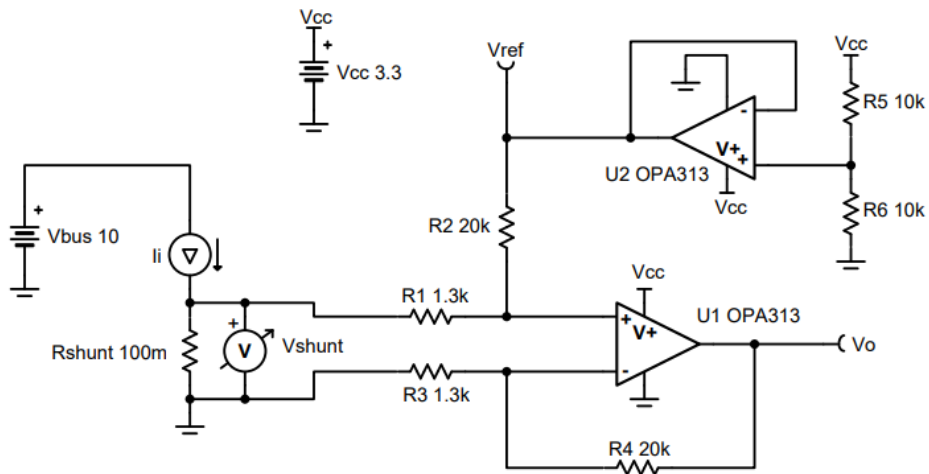 Vcc
+
Vcc 3.3
Vref
Vcc
R5 10k
-
V+
+
U2 OPA313
Vcc
R6 10k
+
Vbus 10
Ii
R2 20k
Vcc
R1 1.3k
+
V+
U1 OPA313
Vo
+
V
Vshunt
Rshunt 100m
-
R3 1.3k
R4 20k